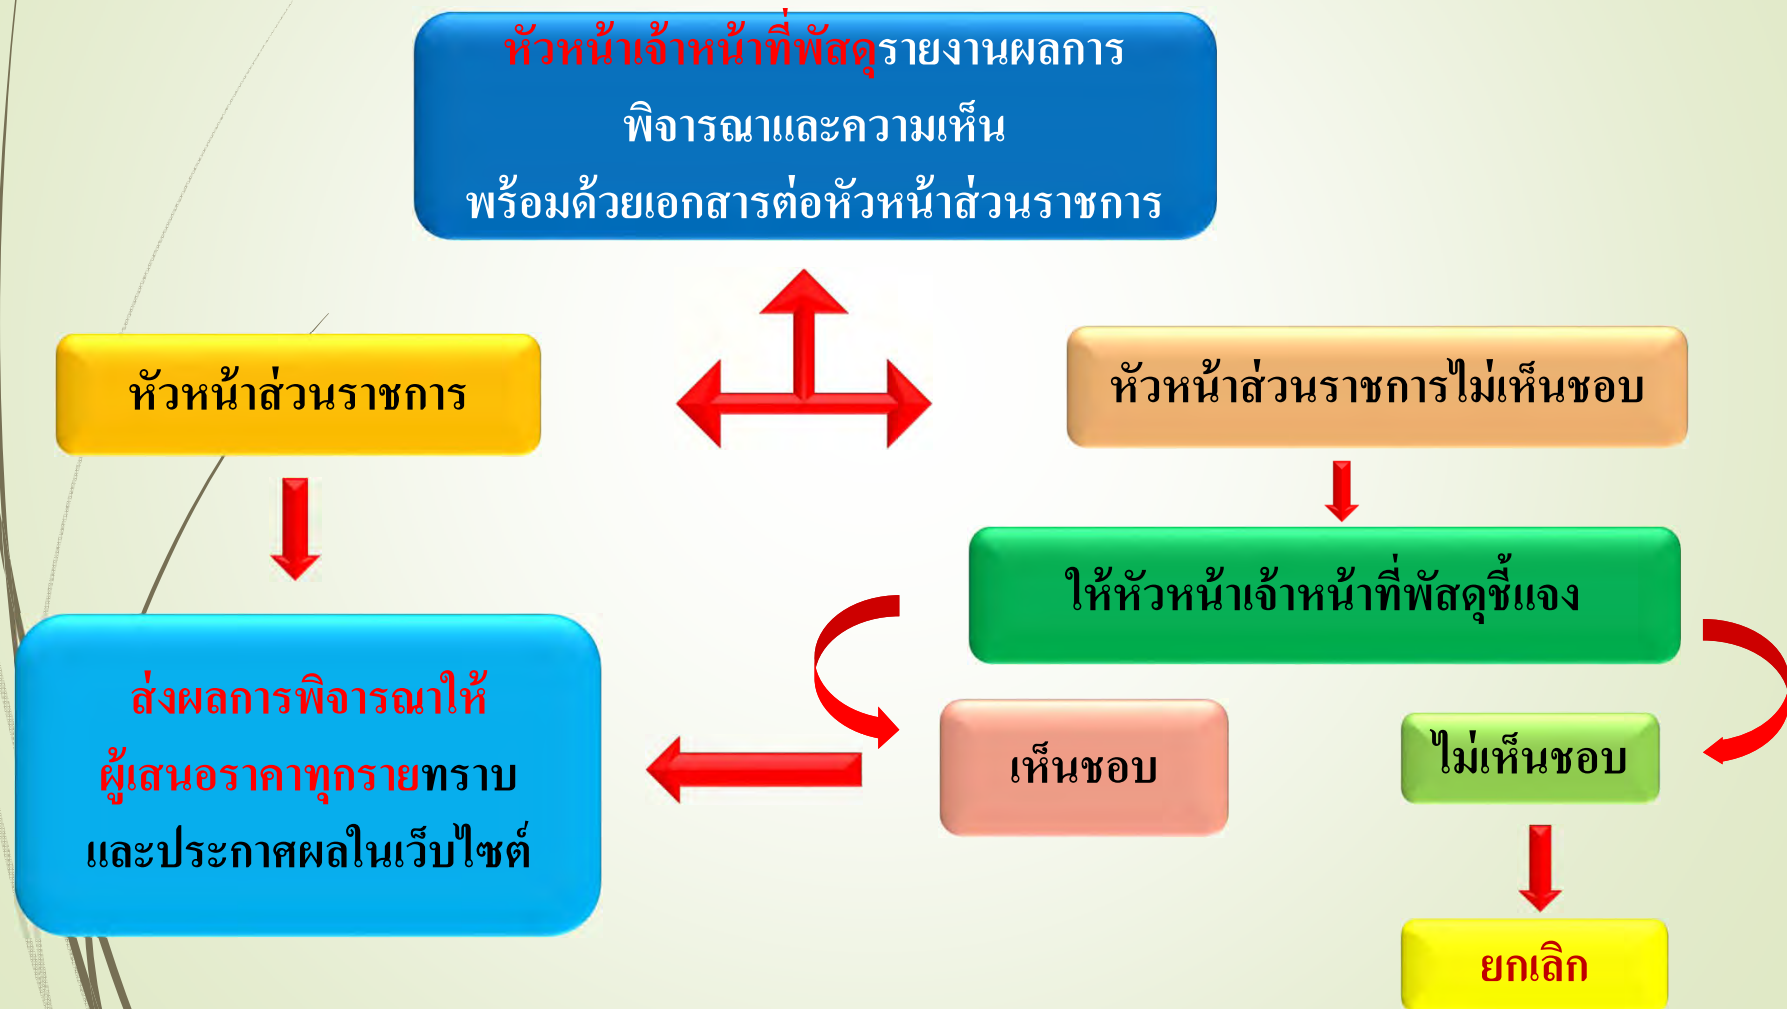 หัวหน้าเจ้าหน้าที่พัสดุรายงานผลการ
พิจารณาและความเห็น
พร้อมด้วยเอกสารต่อหัวหน้าส่วนราชการ
หัวหน้าส่วนราชการ
หัวหน้าส่วนราชการไม่เห็นชอบ
ให้หัวหน้าเจ้าหน้าที่พัสดุชี้แจง
ส่งผลการพิจารณาให้
ผู้เสนอราคาทุกรายทราบ
และประกาศผลในเว็บไซต์
เห็นชอบ
ไม่เห็นชอบ
ยกเลิก